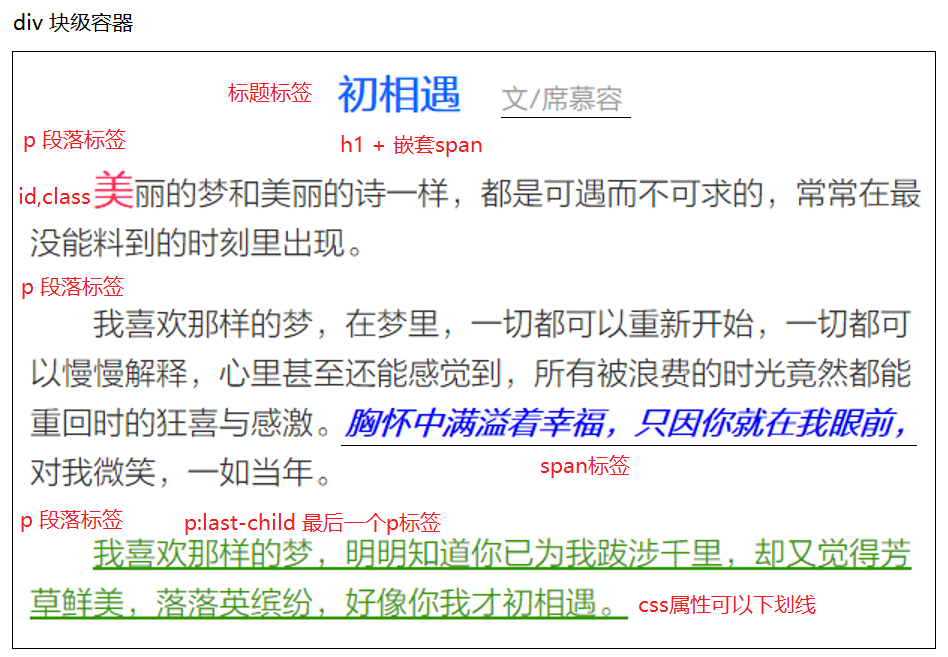 div 块级容器
标题标签 初相遇 文/席慕容
p 段落标签
h1 + 嵌套span
id,class 美丽的梦和美丽的诗一样，都是可遇而不可求的，常常在最
没能料到的时刻里出现。
p 段落标签
我喜欢那样的梦，在梦里，一切都可以重新开始，一切都可
以慢慢解释，心里甚至还能感觉到，所有被浪费的时光竟然都能
重回时的狂喜与感激。胸怀中满溢着幸福，只因你就在我眼前，
对我微笑，一如当年。
span标签
p 段落标签 p:last-child 最后一个p标签
我喜欢那样的梦，明明知道你已为我跋涉千里，却又觉得芳
草鲜美，落落英缤纷，好像你我才初相遇。 css属性可以下划线